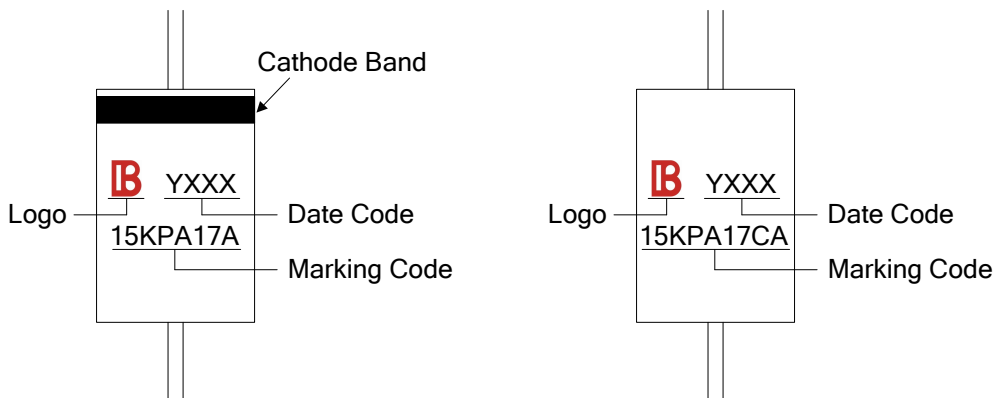 Cathode Band
B YXXX
Logo
Date Code
15KPA17A
Marking Code
B YXXX
Logo
Date Code
15KPA17CA
Marking Code